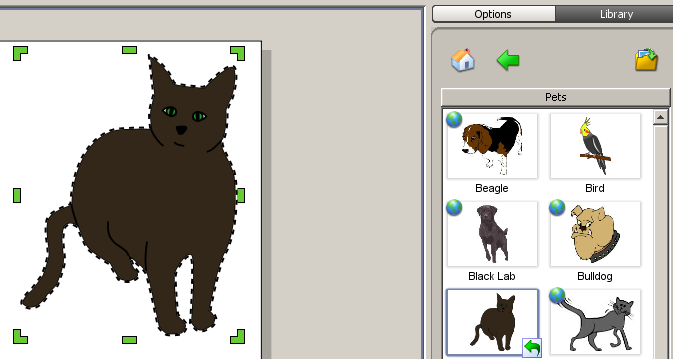 Options
Library
Pets
Beagle
Bird
Black Lab
Bulldog